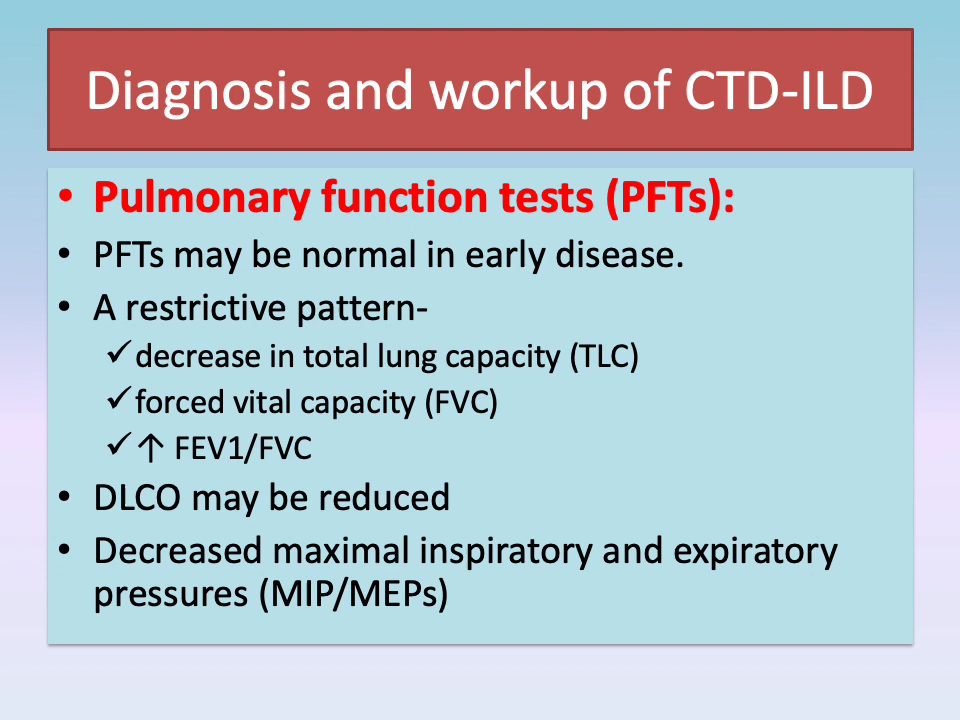 Diagnosis and workup of CTD-ILD
• Pulmonary function tests (PFTs):
• PFTs may be normal in early disease.
• A restrictive pattern-
✓decrease in total lung capacity (TLC)
✓forced vital capacity (FVC)
✓↑ FEV1/FVC
• DLCO may be reduced
• Decreased maximal inspiratory and expiratory
pressures (MIP/MEPs)